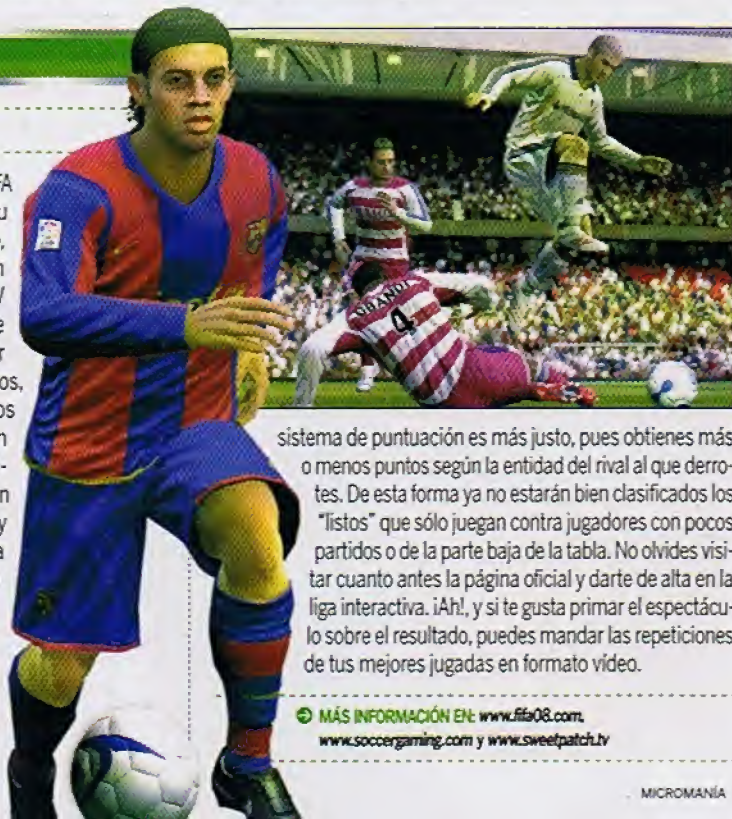 FA
u
n
/
e
r
os,
os
n
-
n
y
a
OBANDI
4
sistema de puntuación es más justo, pues obtienes más
o menos puntos según la entidad del rival al que derro-
tes. De esta forma ya no estarán bien clasificados los
"listos" que sólo juegan contra jugadores con pocos
partidos o de la parte baja de la tabla. No olvides visi-
tar cuanto antes la página oficial y darte de alta en la
liga interactiva. ¡Ah!, y si te gusta primar el espectácu-
lo sobre el resultado, puedes mandar las repeticiones
de tus mejores jugadas en formato vídeo.
MÁS INFORMACIÓN EN: www.fifa08.com,
www.soccergaming.com y www.sweetpatch.tv
MICROMANÍA